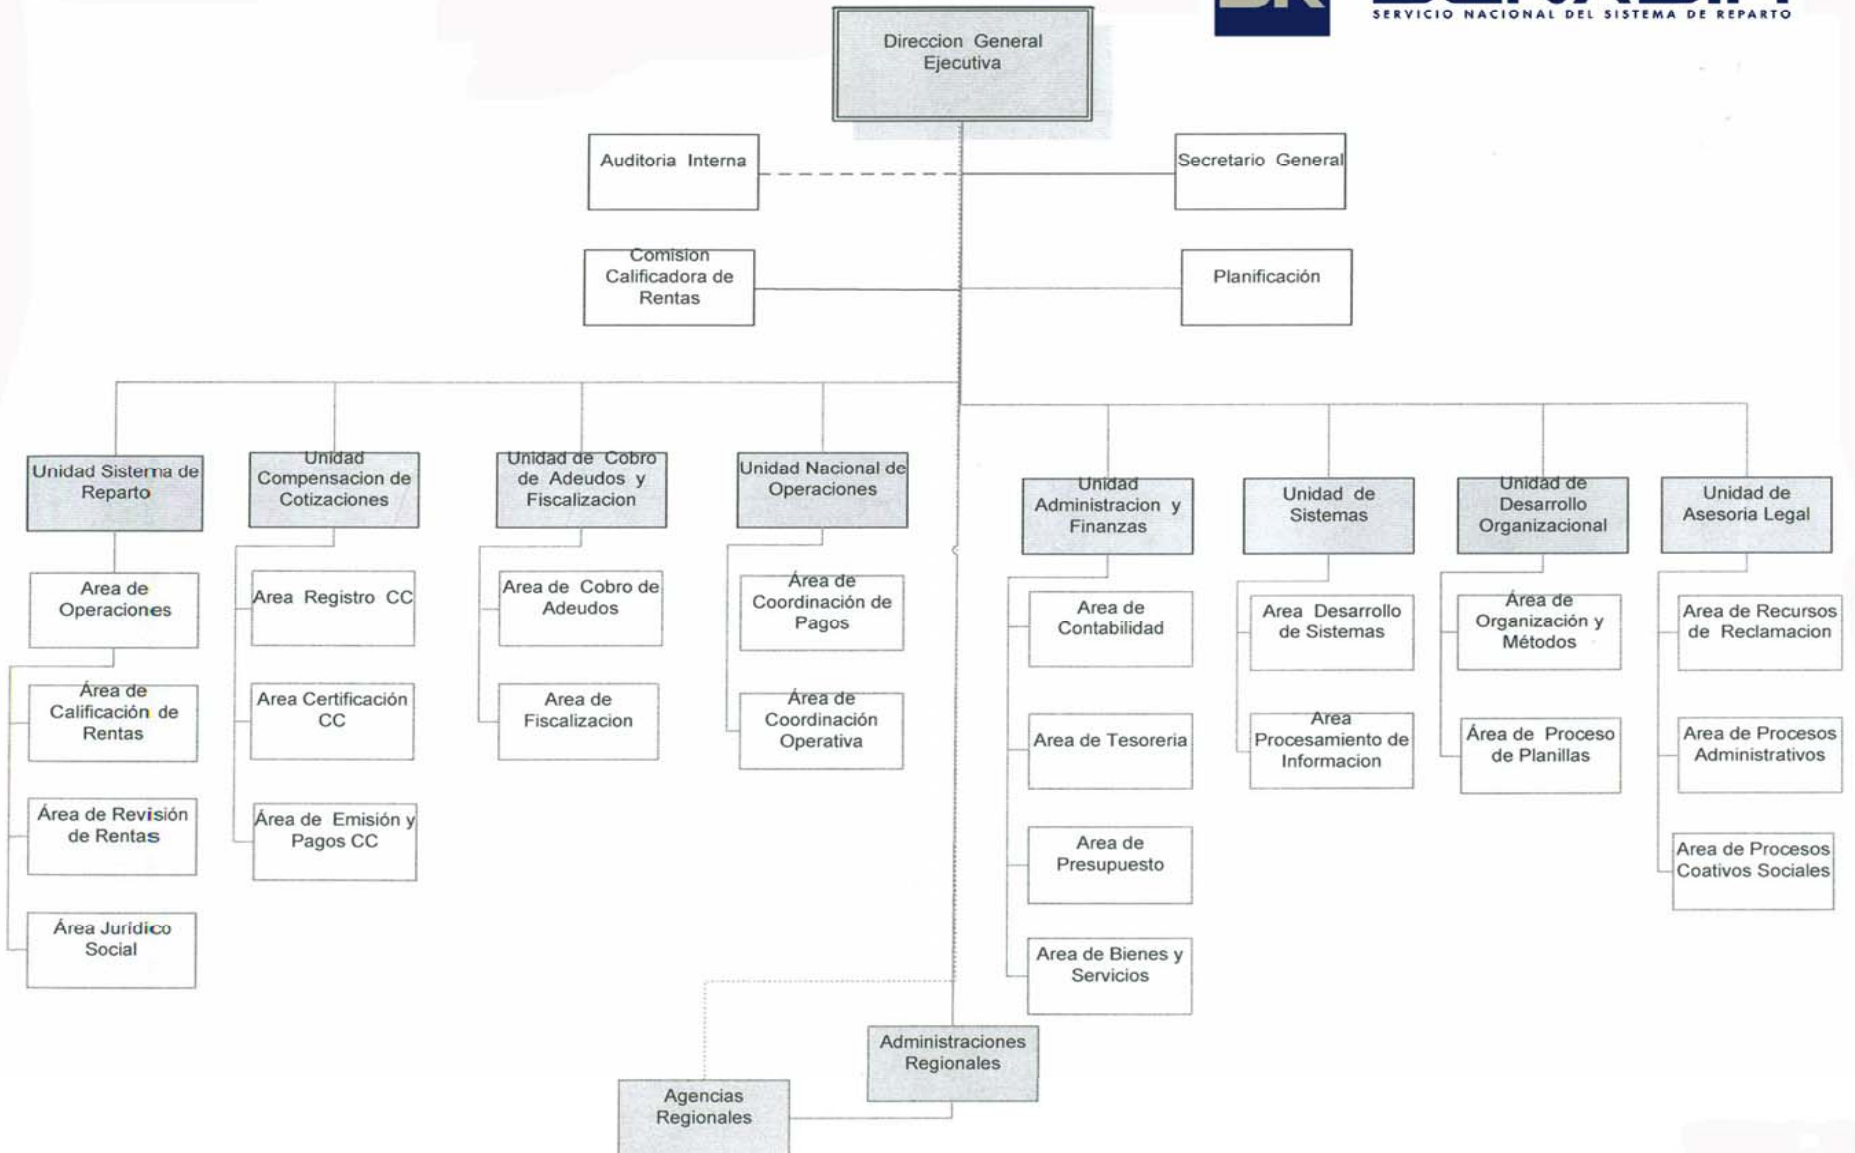 SERVICIO NACIONAL DEL SISTEMA DE REPARTO
Direccion General
Ejecutiva
Auditoria Interna
Secretario General
Comision
Calificadora de
Rentas
Planificación
Unidad Sistema de
Reparto
Unidad
Compensacion de
Cotizaciones
Unidad de Cobro
de Adeudos y
Fiscalizacion
Unidad Nacional de
Operaciones
Unidad
Administracion y
Finanzas
Unidad de
Sistemas
Unidad de
Desarrollo
Organizacional
Unidad de
Asesoria Legal
Area de
Operaciones
Área de
Calificación de
Rentas
Área de Revisión
de Rentas
Área Juridico
Social
Area Registro CC
Area Certificación
CC
Área de Emisión y
Pagos CC
Area de Cobro de
Adeudos
Area de
Fiscalizacion
Área de
Coordinación de
Pagos
Área de
Coordinación
Operativa
Area de
Contabilidad
Area de Tesoreria
Area de
Presupuesto
Area de Bienes y
Servicios
Area Desarrollo
de Sistemas
Area
Procesamiento de
Informacion
Área de
Organización y
Métodos
Área de Proceso
de Planillas
Area de Recursos
de Reclamacion
Area de Procesos
Administrativos
Area de Procesos
Coativos Sociales
Administraciones
Regionales
Agencias
Regionales